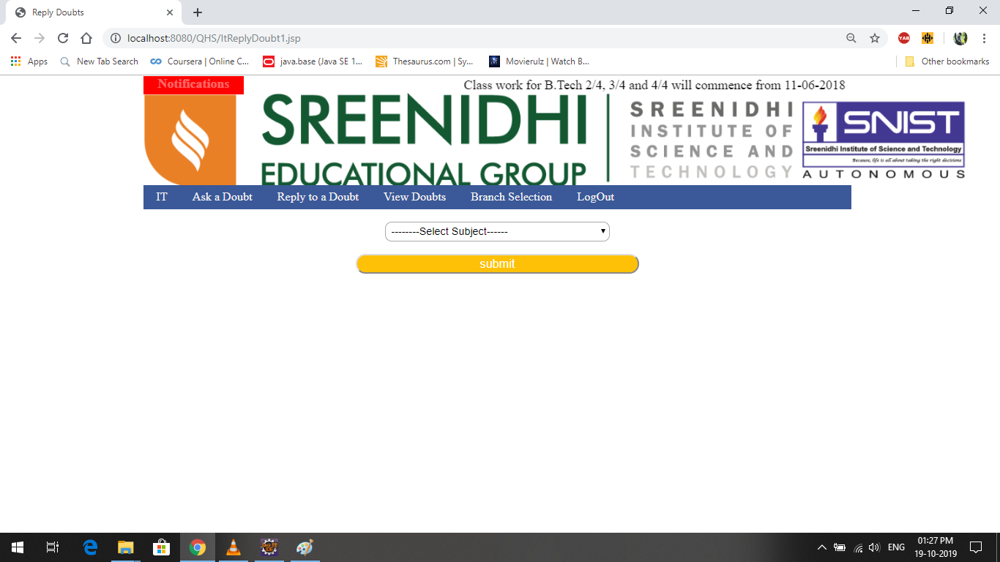 Reply Doubts
localhost:8080/QHS/ItReplyDoubt1.jsp
YAB
Apps New Tab Search Coursera | Online C... java.base (Java SE 1... Thesaurus.com | Sy... Movierulz | Watch B... Other bookmarks
Notifications Class work for B.Tech 2/4, 3/4 and 4/4 will commence from 11-06-2018
SREENIDHI
EDUCATIONAL GROUP
SREENIDHI
INSTITUTE OF
SCIENCE AND
TECHNOLOGY
SNIST
Sreenidhi Institute of Science and Technology
Because, life is all about taking the right decisions
AUTONOMOUS
IT Ask a Doubt Reply to a Doubt View Doubts Branch Selection LogOut
--------Select Subject------
submit
JAVA EE
IDE
ENG
01:27 PM
19-10-2019